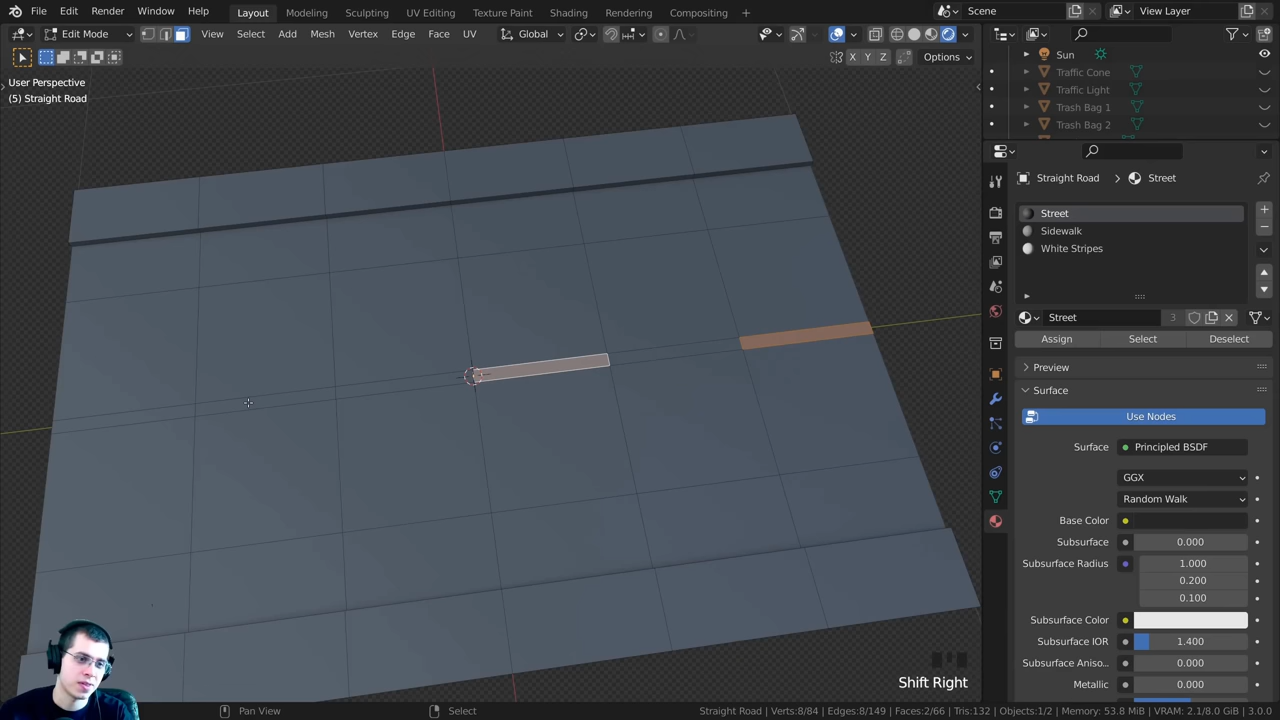 File Edit Render Window Help Layout Modeling Sculpting UV Editing Texture Paint Shading Animation Rendering Compositing + Scene View Layer
Edit Mode View Select Add Mesh Vertex Edge Face UV Global
X Y Z Options
User Perspective
(5) Straight Road
Sun
Traffic Cone
Traffic Light
Trash Bag 1
Trash Bag 2
Straight Road > Street
Street
Sidewalk
White Stripes
Street 3
Assign Select Deselect
Preview
Surface
Use Nodes
Surface Principled BSDF
GGX
Random Walk
Base Color
Subsurface 0.000
Subsurface Radius 1.000
0.200
0.100
Subsurface Color
Subsurface IOR 1.400
Subsurface Aniso... 0.000
Metallic 0.000
Shift Right
Pan View Select Straight Road | Verts:8/84 | Edges:8/149 | Faces:2/66 | Tris:132 | Objects:1/2 | Memory: 53.8 MiB | VRAM: 2.1/8.0 GiB | 3.0.0